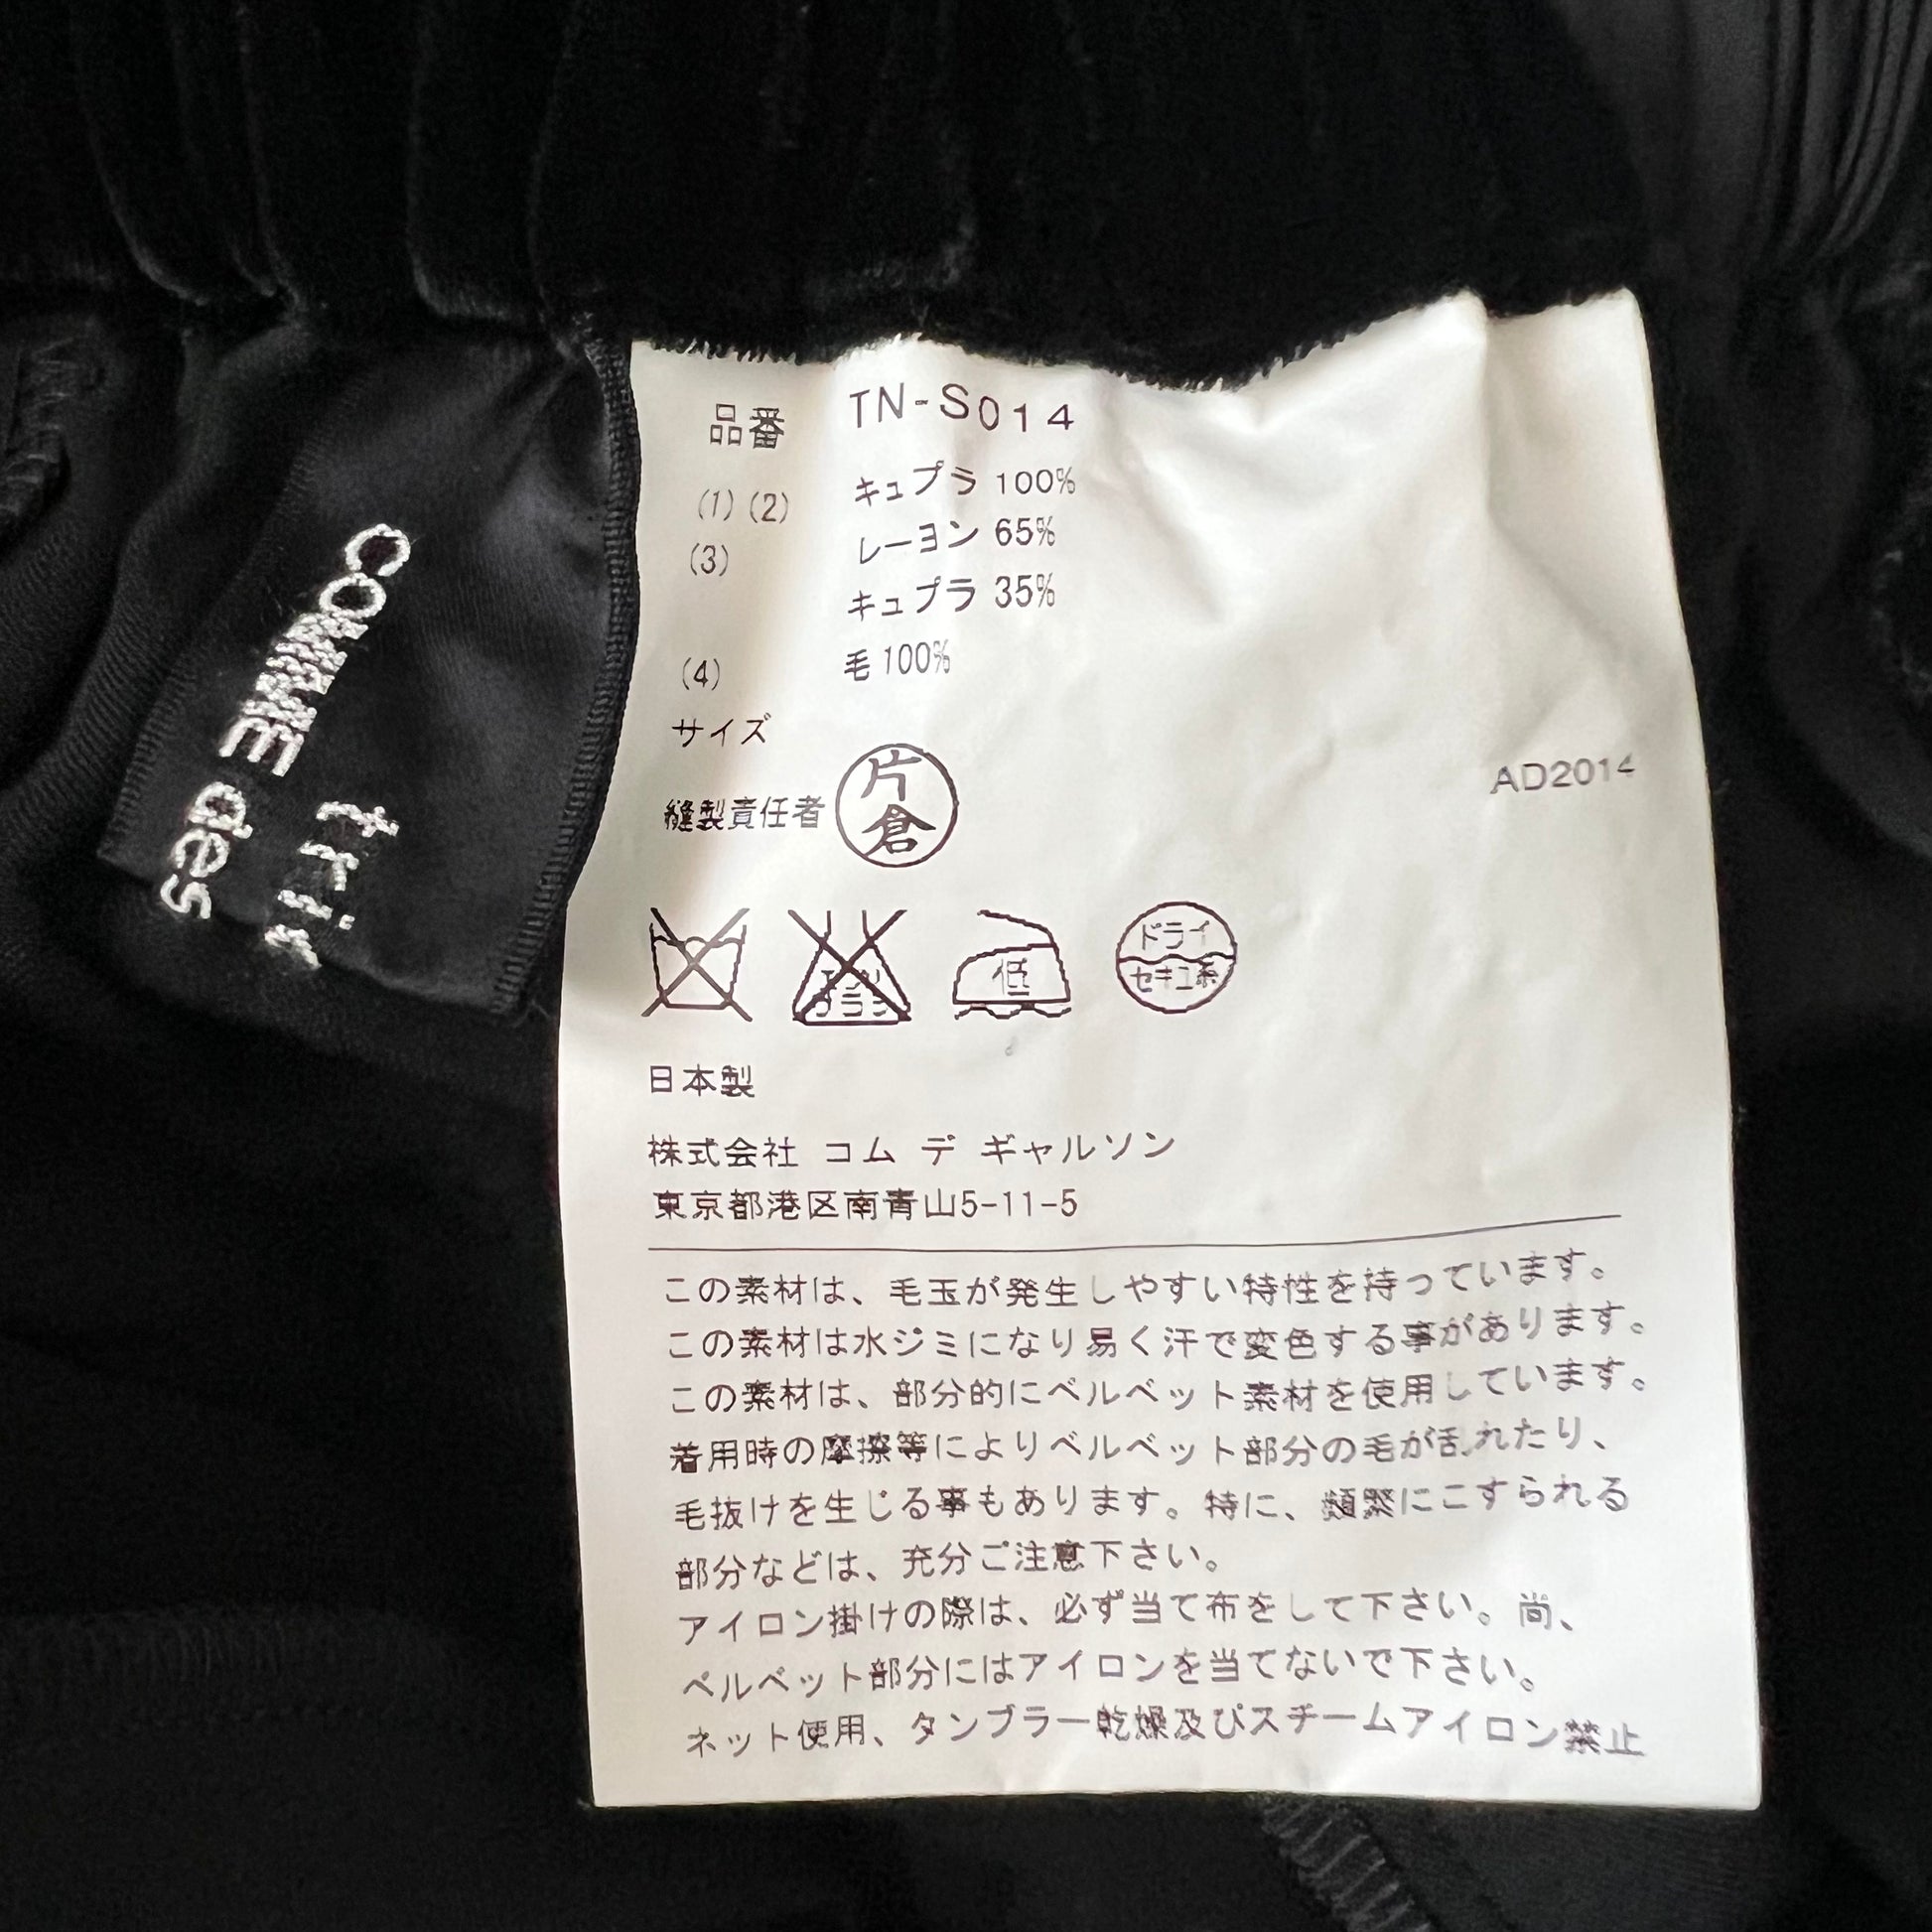 COMME des
tric
品番 TN-S014
(1)(2) キュプラ 100%
(3) レーヨン 65%
キュプラ 35%
(4) 毛 100%
サイズ
縫製責任者 片倉
AD2014
低
ドライ
セキユ系
日本製
株式会社 コム デ ギャルソン
東京都港区南青山5-11-5
この素材は、毛玉が発生しやすい特性を持っています。
この素材は水ジミになり易く汗で変色する事があります。
この素材は、部分的にベルベット素材を使用しています。
着用時の摩擦等によりベルベット部分の毛が乱れたり、
毛抜けを生じる事もあります。特に、頻繁にこすられる
部分などは、充分ご注意下さい。
アイロン掛けの際は、必ず当て布をして下さい。尚、
ベルベット部分にはアイロンを当てないで下さい。
ネット使用、タンブラー乾燥及びスチームアイロン禁止